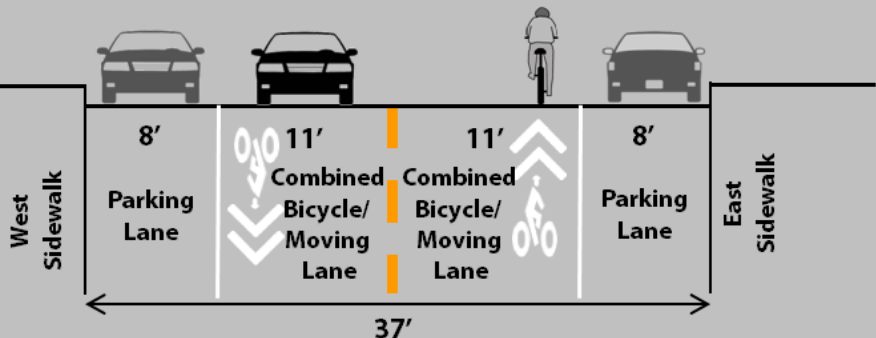 West
Sidewalk
8’
Parking
Lane
11’
Combined
Bicycle/
Moving
Lane
11’
Combined
Bicycle/
Moving
Lane
8’
Parking
Lane
East
Sidewalk
37’